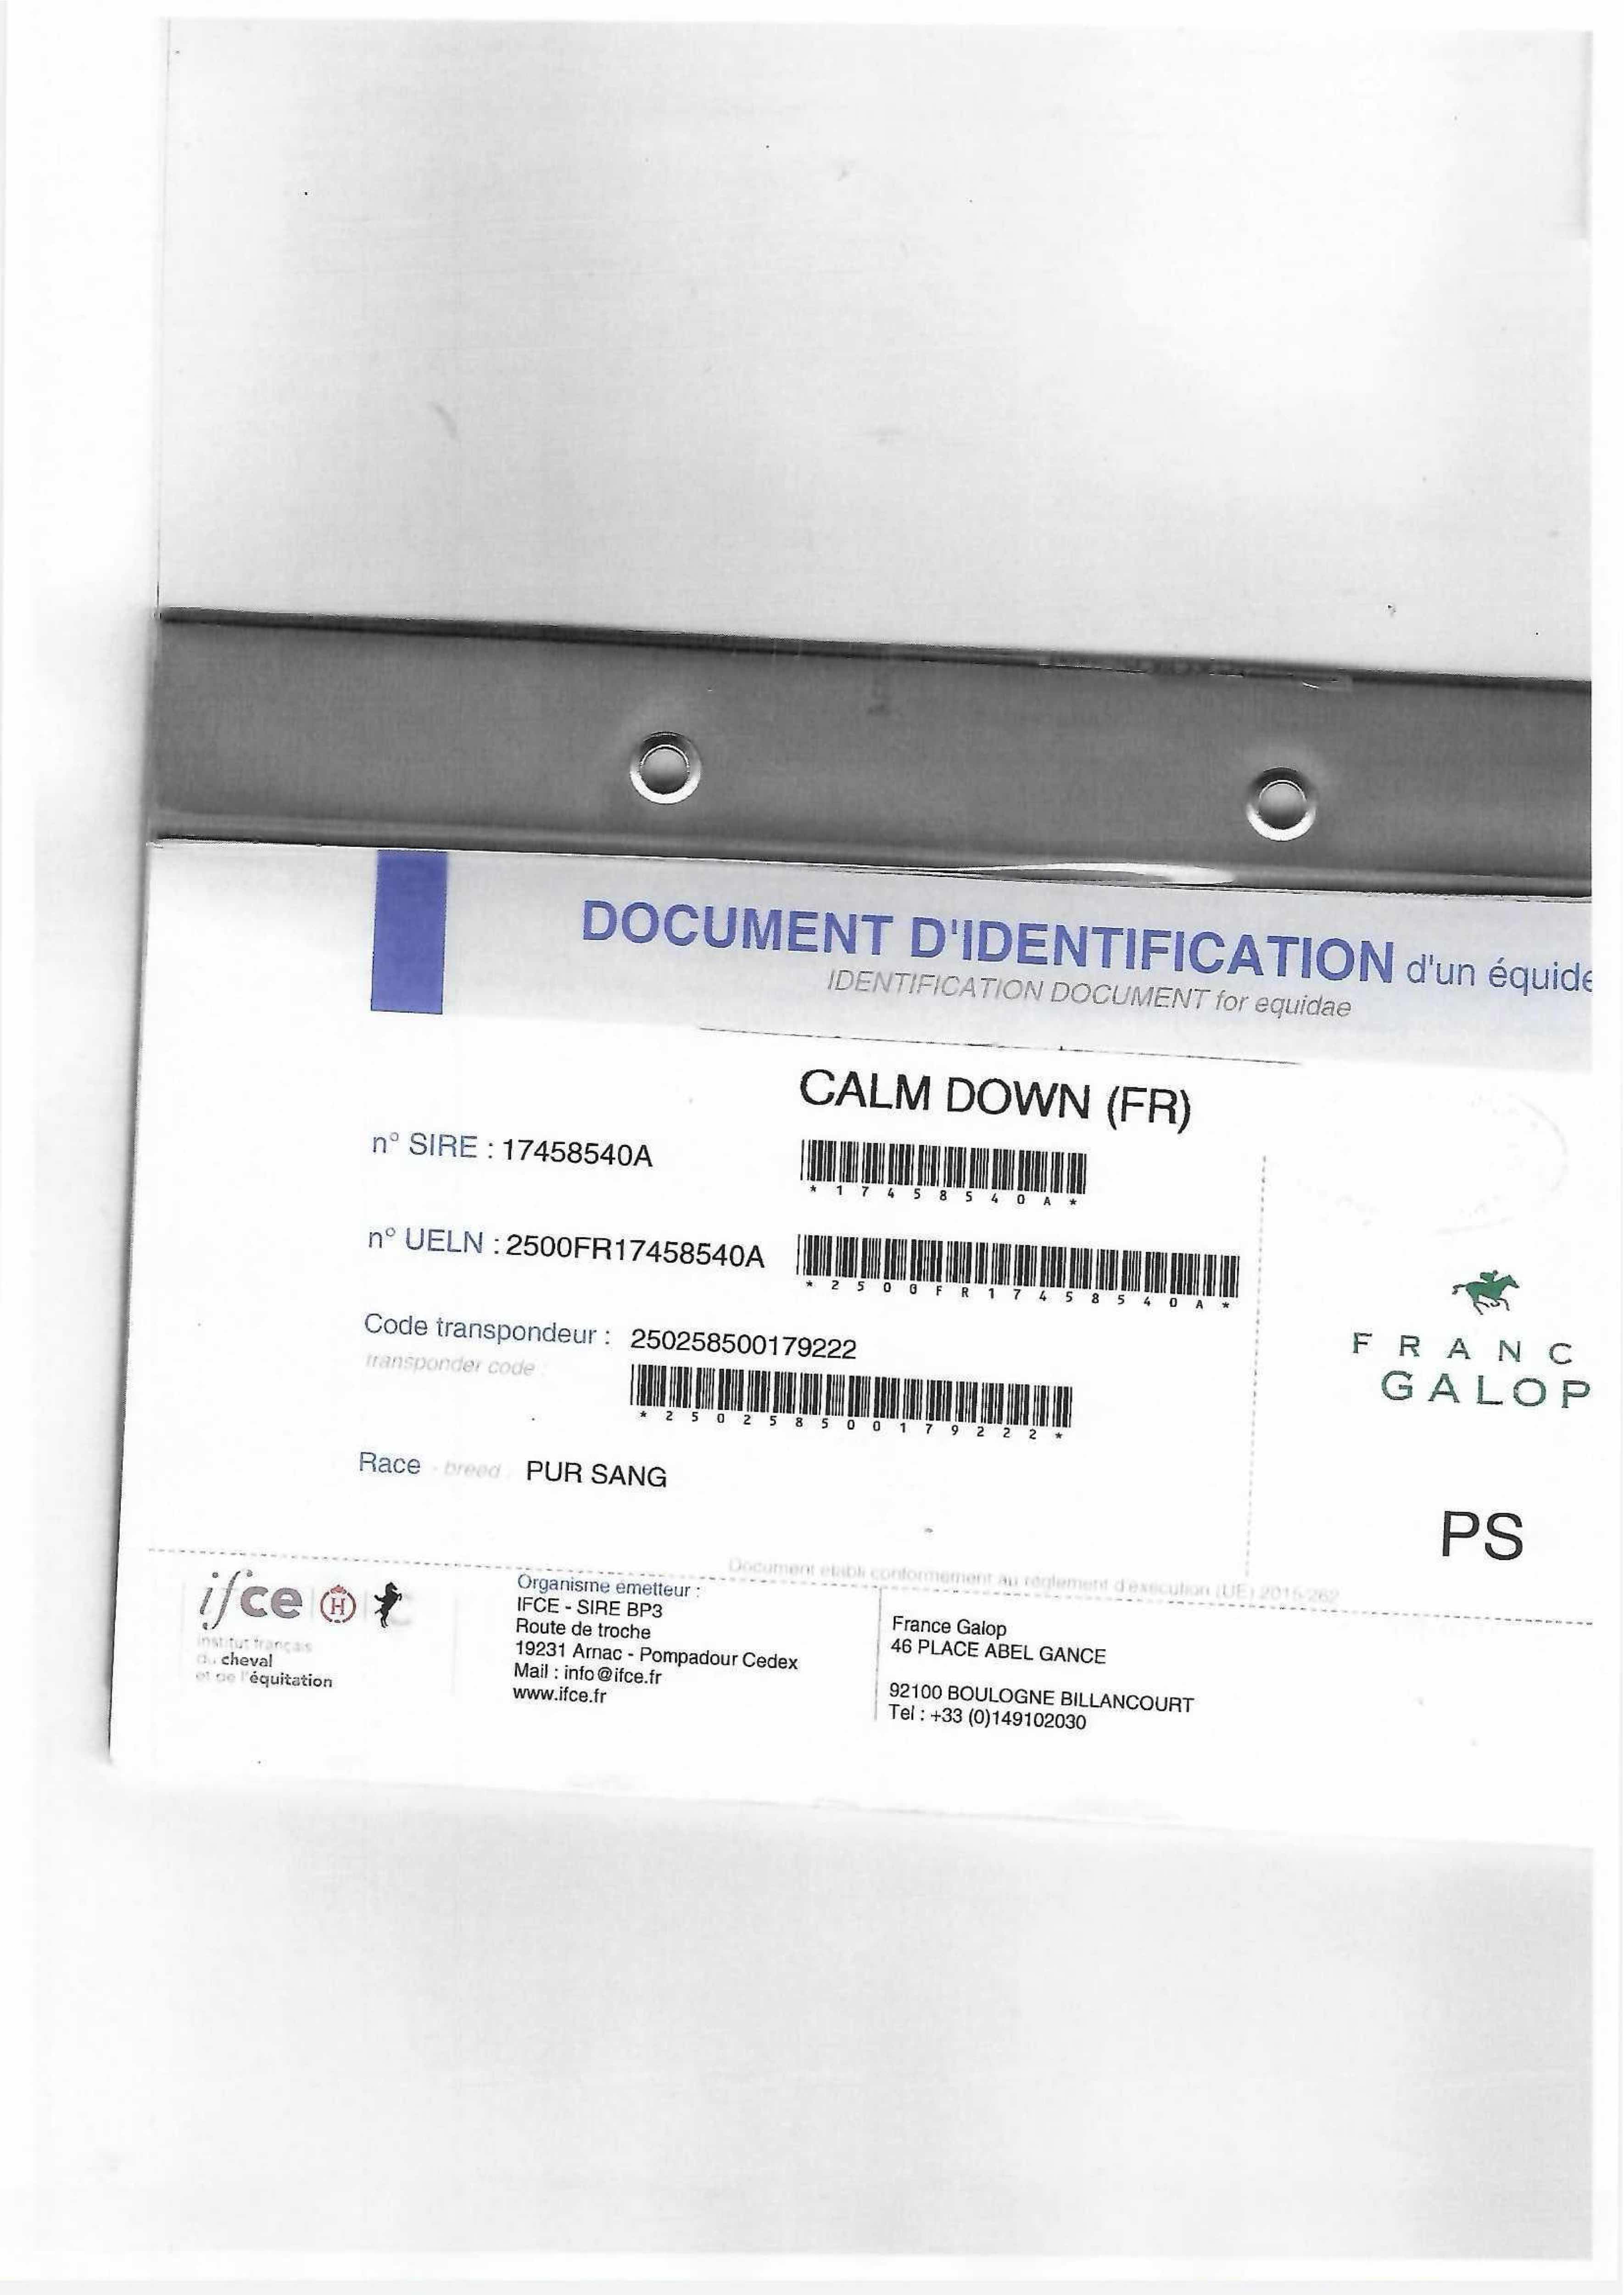 DOCUMENT D'IDENTIFICATION d'un équidé
IDENTIFICATION DOCUMENT for equidae
CALM DOWN (FR)
n° SIRE : 17458540A
*17458540A*
n° UELN : 2500FR17458540A
*2500FR17458540A*
Code transpondeur : 250258500179222
transponder code
*250258500179222*
Race - breed : PUR SANG
FRANC
GALOP
PS
Document établi conformement au règlement d'exécution (UE) 2015/262
ifce
institut français
du cheval
et de l'équitation
Organisme emetteur :
IFCE - SIRE BP3
Route de troche
19231 Arnac - Pompadour Cedex
Mail : info@ifce.fr
www.ifce.fr
France Galop
46 PLACE ABEL GANCE
92100 BOULOGNE BILLANCOURT
Tel : +33 (0)149102030